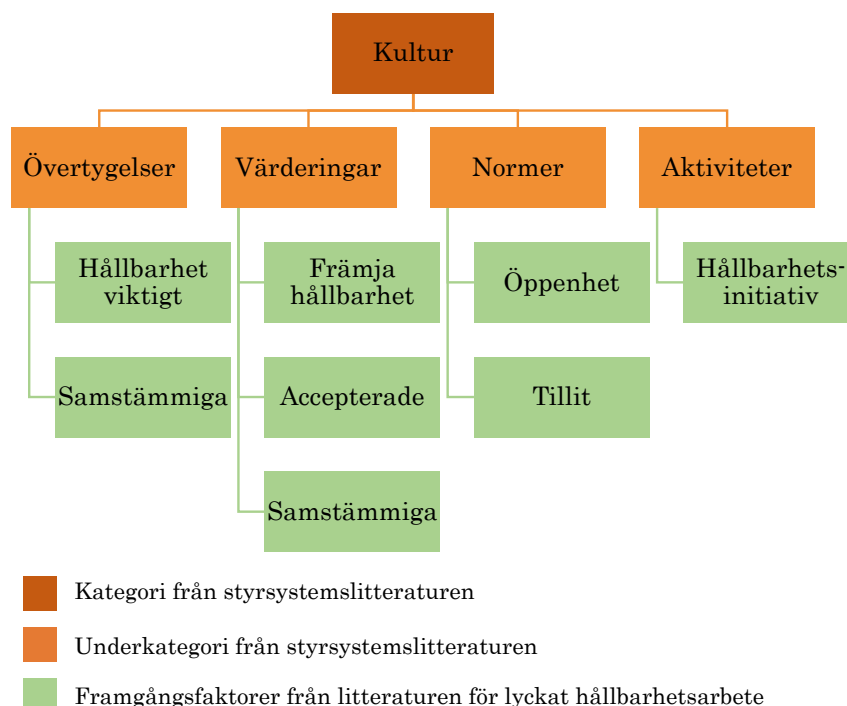 Kultur
Övertygelser
Värderingar
Normer
Aktiviteter
Hållbarhet
viktigt
Främja
hållbarhet
Öppenhet
Hållbarhets-
initiativ
Samstämmiga
Accepterade
Tillit
Samstämmiga
Kategori från styrsystemslitteraturen
Underkategori från styrsystemslitteraturen
Framgångsfaktorer från litteraturen för lyckat hållbarhetsarbete